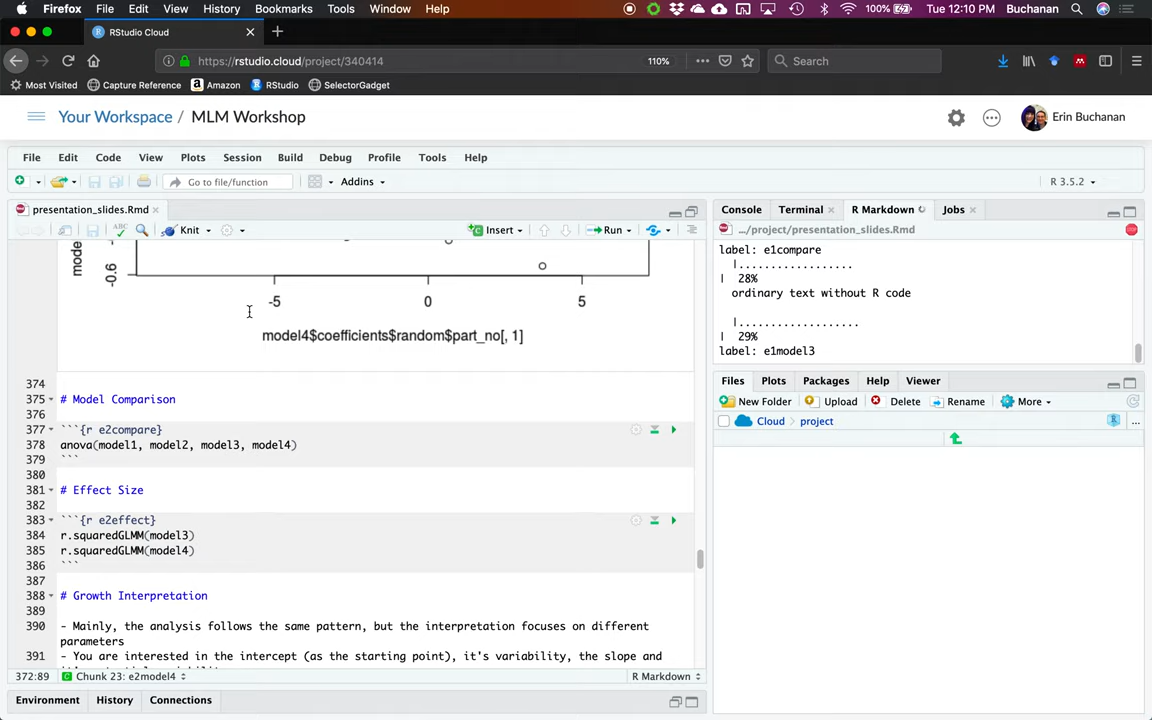 Firefox File Edit View History Bookmarks Tools Window Help 100% Tue 12:10 PM Buchanan
RStudio Cloud
https://rstudio.cloud/project/340414 110% Search
Most Visited Capture Reference Amazon RStudio SelectorGadget
Your Workspace / MLM Workshop Erin Buchanan
File Edit Code View Plots Session Build Debug Profile Tools Help
Go to file/function Addins R 3.5.2
presentation_slides.Rmd
Knit Insert Run
mode
-0.6
-5 0 5
model4$coefficients$random$part_no[, 1]
374
375 # Model Comparison
376
377 ```{r e2compare}
378 anova(model1, model2, model3, model4)
379 ```
380
381 # Effect Size
382
383 ```{r e2effect}
384 r.squaredGLMM(model3)
385 r.squaredGLMM(model4)
386 ```
387
388 # Growth Interpretation
389
390 - Mainly, the analysis follows the same pattern, but the interpretation focuses on different
parameters
391 - You are interested in the intercept (as the starting point), it's variability, the slope and
372:89 Chunk 23: e2model4 R Markdown
Environment History Connections
Console Terminal R Markdown Jobs
.../project/presentation_slides.Rmd
label: e1compare
|..................
| 28%
ordinary text without R code
|...................
| 29%
label: e1model3
Files Plots Packages Help Viewer
New Folder Upload Delete Rename More
Cloud project ...